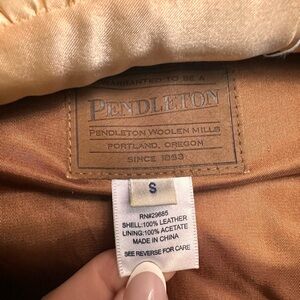 WARRANTED TO BE A
PENDLETON
PENDLETON WOOLEN MILLS
PORTLAND, OREGON
SINCE 1863
S
RN#29685
SHELL:100% LEATHER
LINING:100% ACETATE
MADE IN CHINA
SEE REVERSE FOR CARE